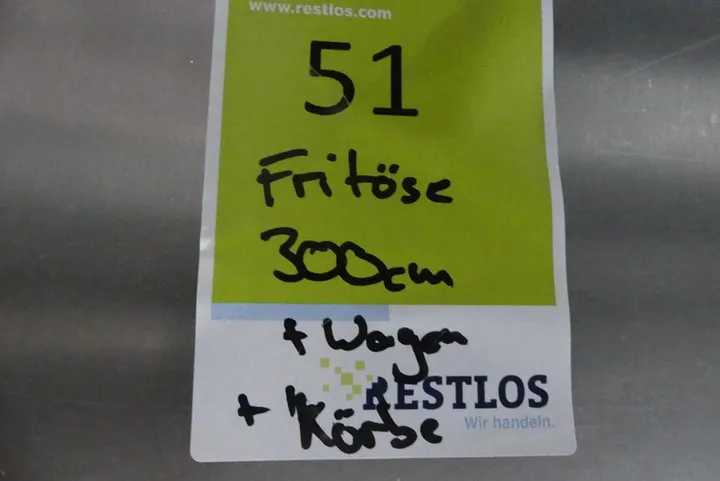 www.restlos.com
51
Fritöse
300cm
+ Wagen
RESTLOS
+ Körbe
Wir handeln.